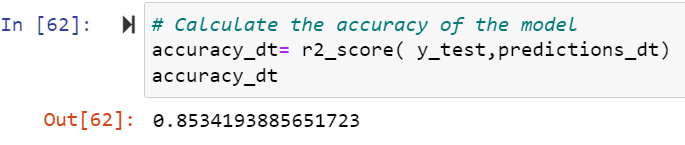 In [62]: # Calculate the accuracy of the model
accuracy_dt= r2_score( y_test,predictions_dt)
accuracy_dt
Out[62]: 0.8534193885651723